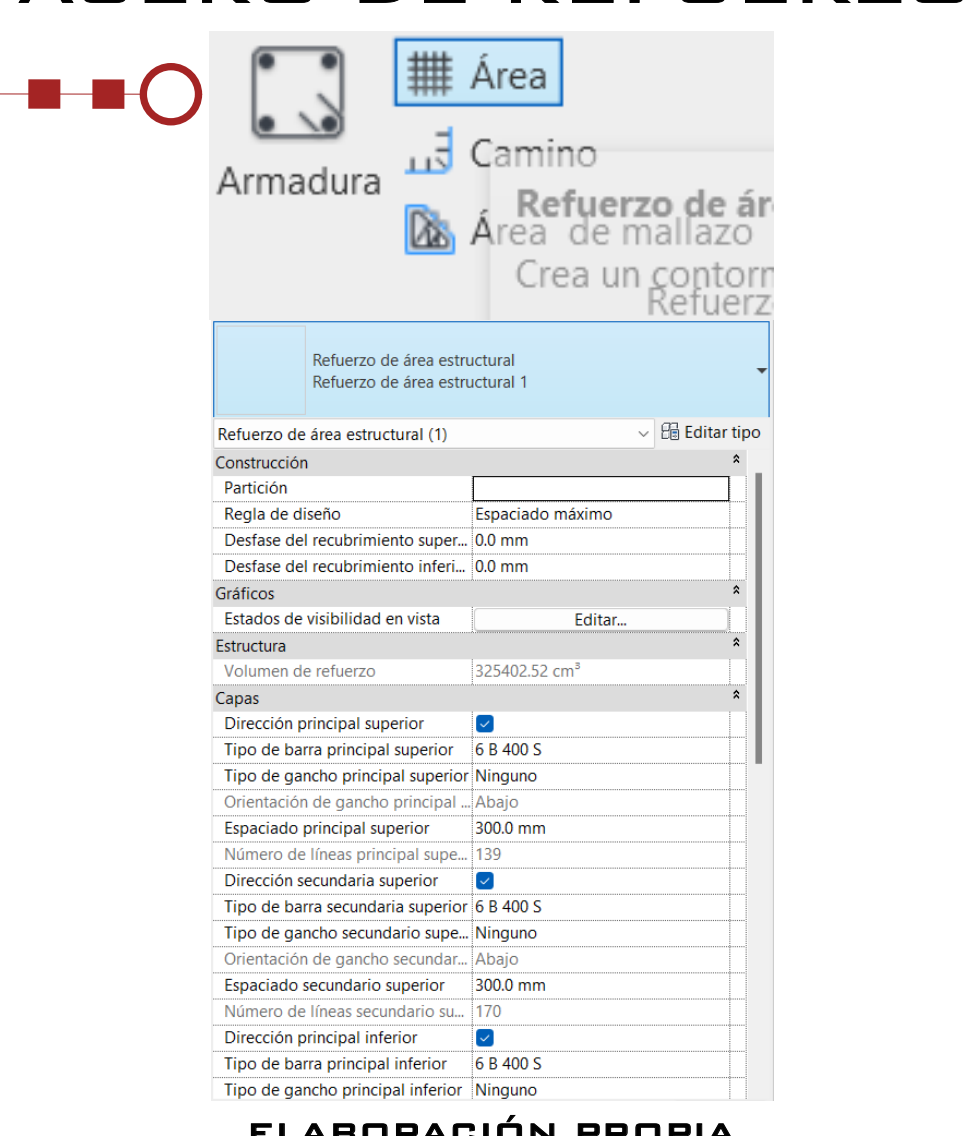 ACERO DE REFUERZO
Área
Armadura
Camino
Refuerzo de ár
Área de mallazo
Crea un contorn
Refuerz
Refuerzo de área estructural
Refuerzo de área estructural 1
Refuerzo de área estructural (1) Editar tipo
Construcción
Partición
Regla de diseño Espaciado máximo
Desfase del recubrimiento super... 0.0 mm
Desfase del recubrimiento inferi... 0.0 mm
Gráficos
Estados de visibilidad en vista Editar...
Estructura
Volumen de refuerzo 325402.52 cm³
Capas
Dirección principal superior
Tipo de barra principal superior 6 B 400 S
Tipo de gancho principal superior Ninguno
Orientación de gancho principal ... Abajo
Espaciado principal superior 300.0 mm
Número de líneas principal supe... 139
Dirección secundaria superior
Tipo de barra secundaria superior 6 B 400 S
Tipo de gancho secundario supe... Ninguno
Orientación de gancho secundar... Abajo
Espaciado secundario superior 300.0 mm
Número de líneas secundario su... 170
Dirección principal inferior
Tipo de barra principal inferior 6 B 400 S
Tipo de gancho principal inferior Ninguno
ELABORACIÓN PROPIA